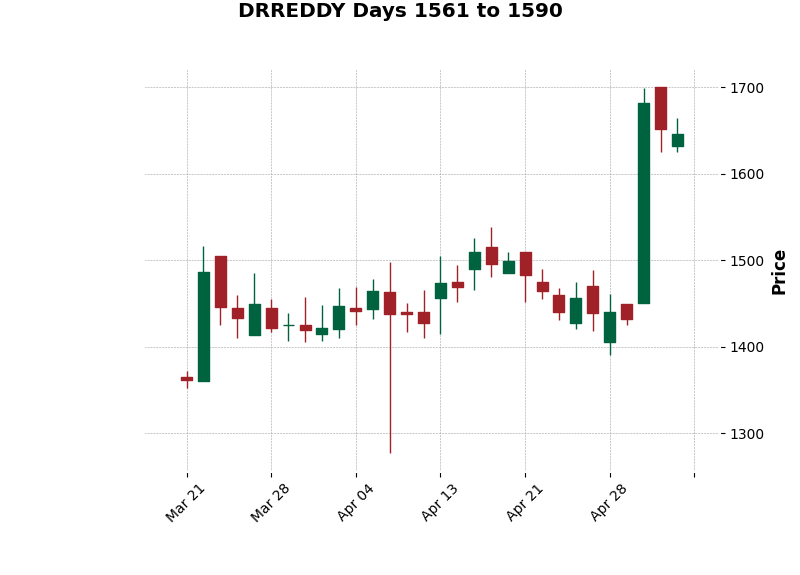 DRREDDY Days 1561 to 1590
1700
1600
1500
1400
1300
Price
Mar 21
Mar 28
Apr 04
Apr 13
Apr 21
Apr 28